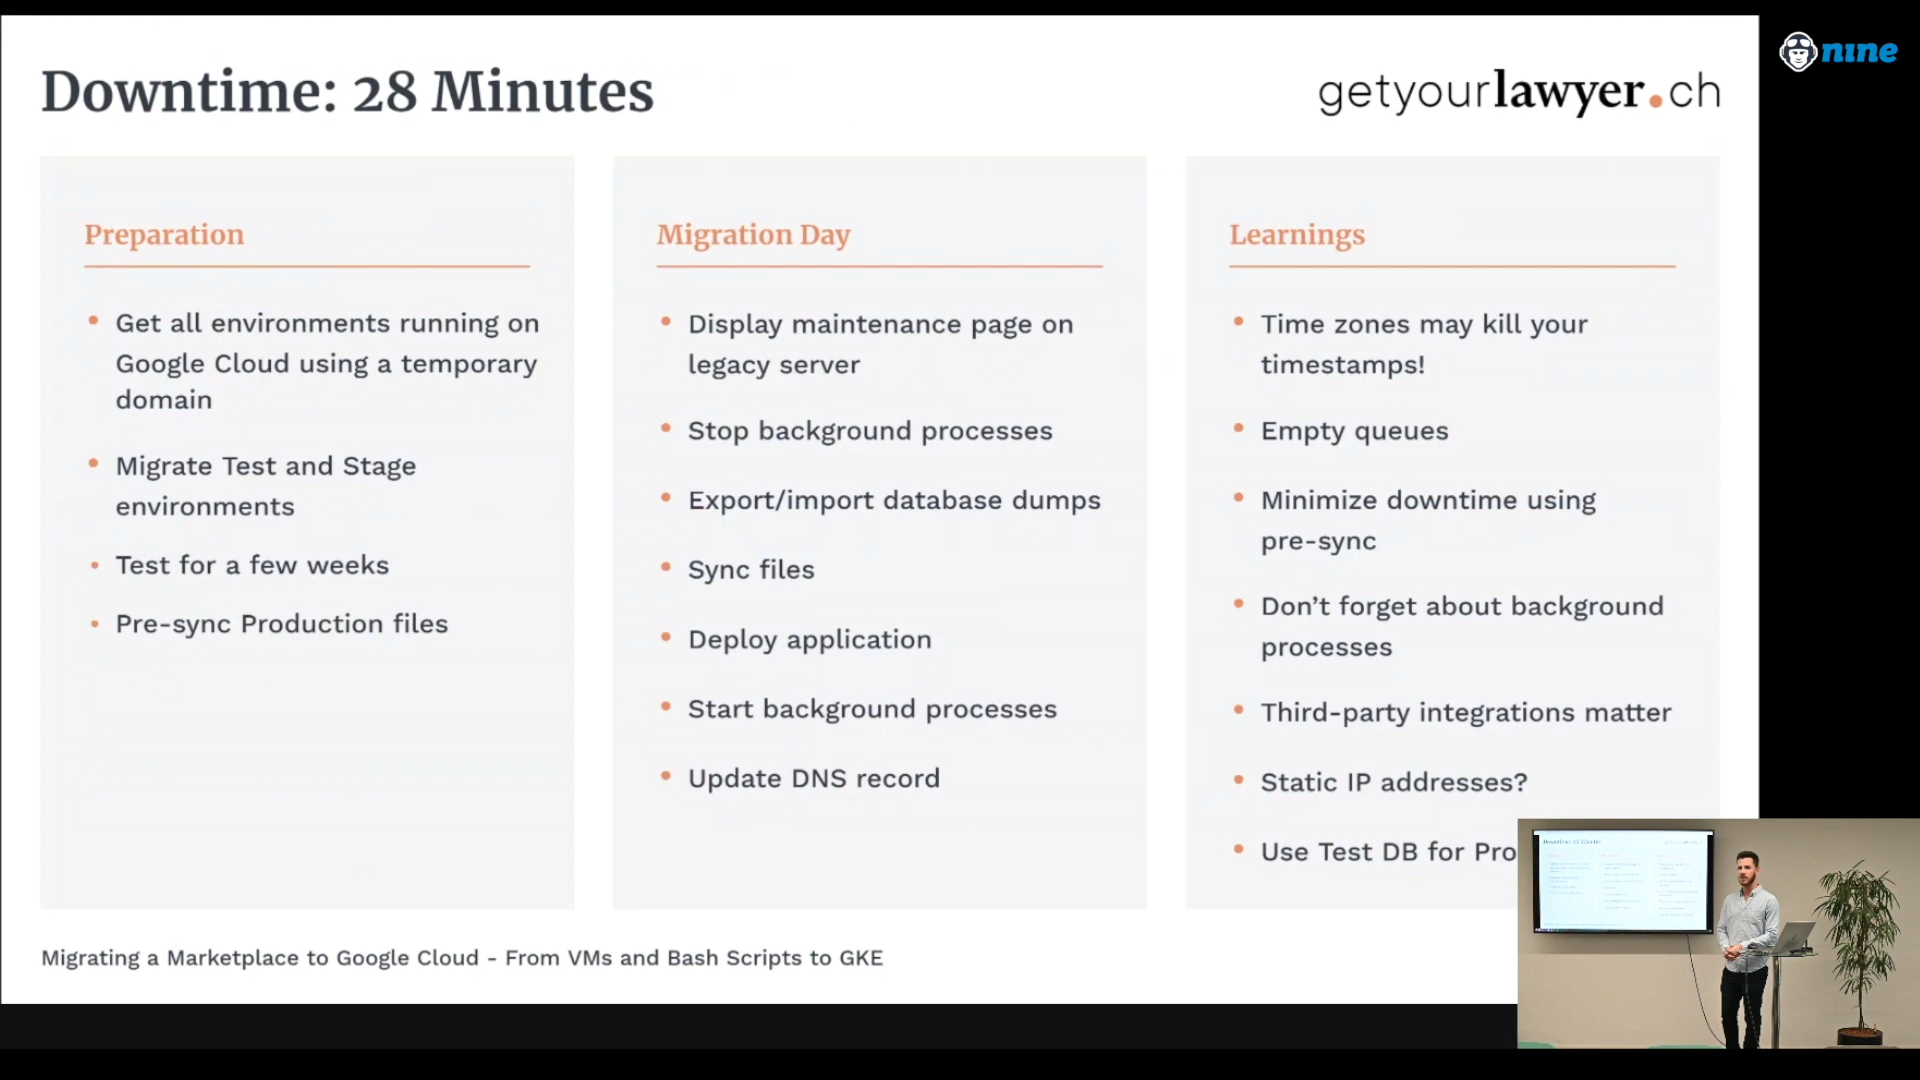 Downtime: 28 Minutes
getyourlawyer.ch
nine
Preparation
Get all environments running on
Google Cloud using a temporary
domain
Migrate Test and Stage
environments
Test for a few weeks
Pre-sync Production files
Migration Day
Display maintenance page on
legacy server
Stop background processes
Export/import database dumps
Sync files
Deploy application
Start background processes
Update DNS record
Learnings
Time zones may kill your
timestamps!
Empty queues
Minimize downtime using
pre-sync
Don’t forget about background
processes
Third-party integrations matter
Static IP addresses?
Use Test DB for Pro
Migrating a Marketplace to Google Cloud - From VMs and Bash Scripts to GKE
Downtime: 28 Minutes